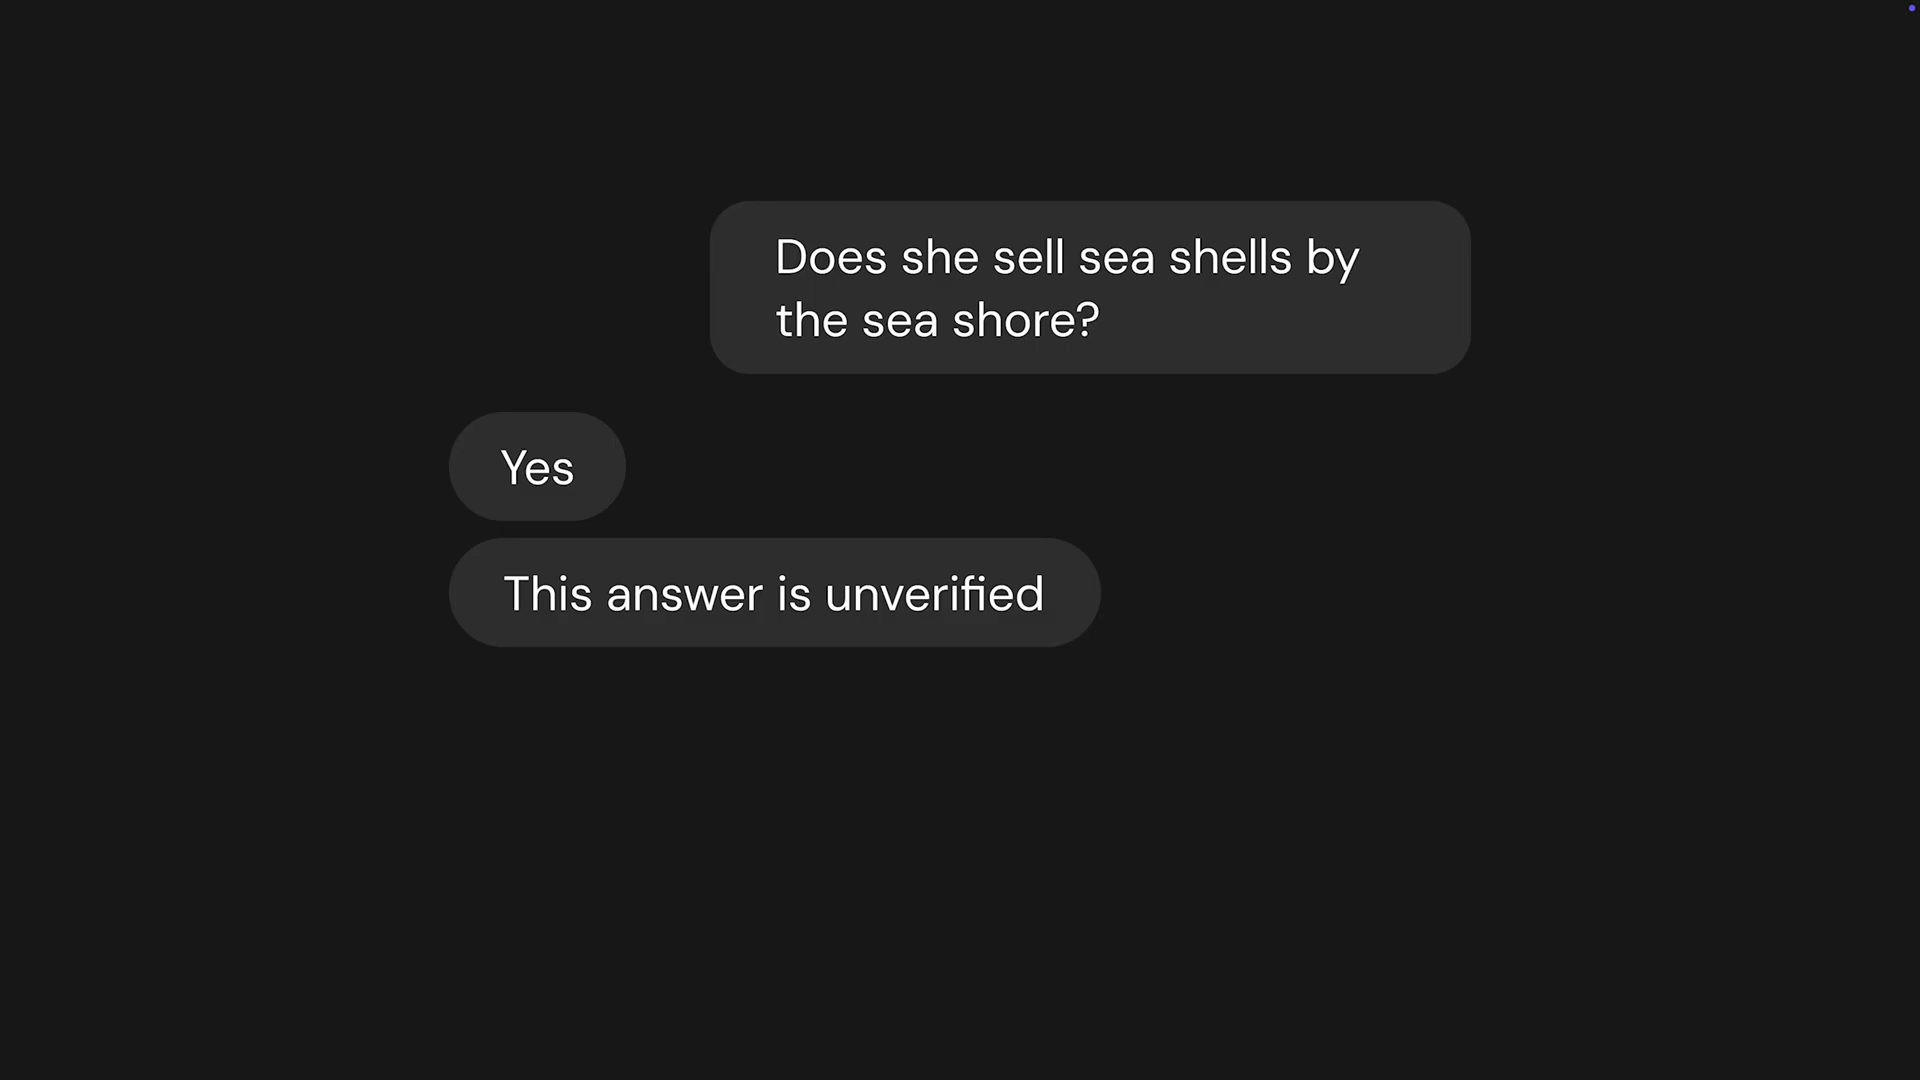 Does she sell sea shells by
the sea shore?
Yes
This answer is unverified